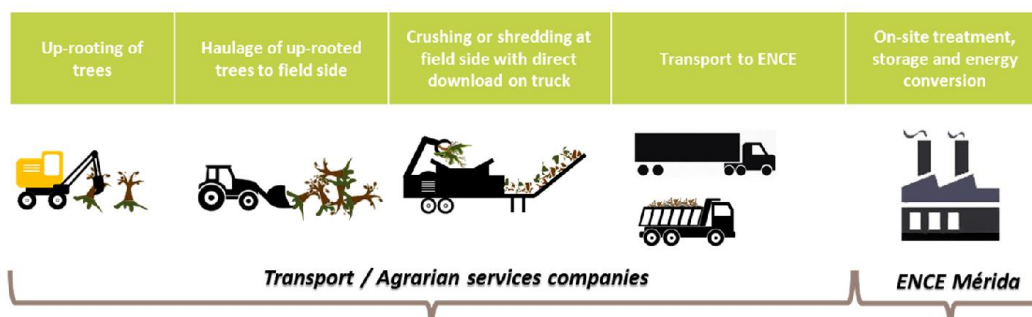 Up-rooting of
trees
Haulage of up-rooted
trees to field side
Crushing or shredding at
field side with direct
download on truck
Transport to ENCE
On-site treatment,
storage and energy
conversion
Transport / Agrarian services companies
ENCE Mérida